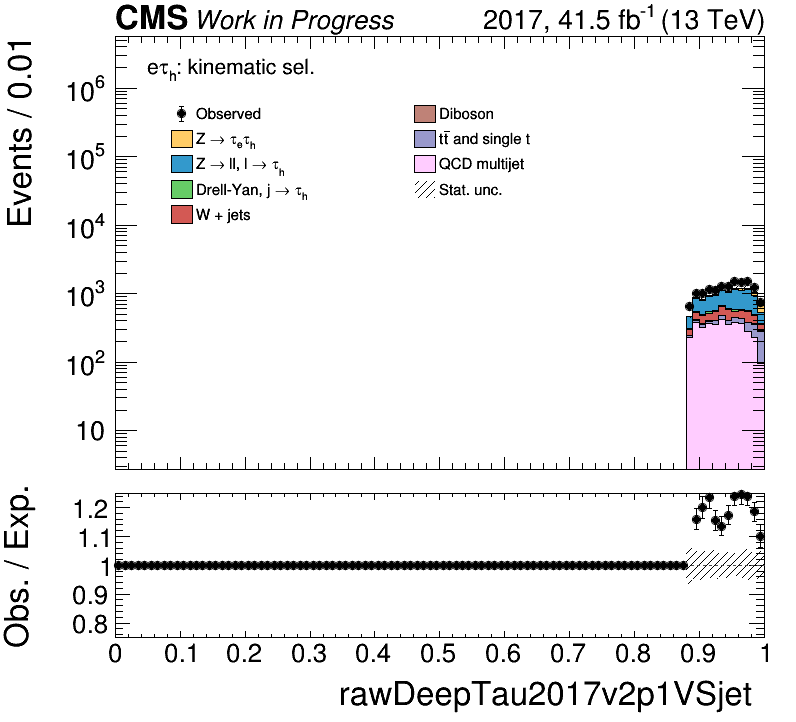 CMS Work in Progress 2017, 41.5 fb⁻¹ (13 TeV)
Events / 0.01
eτₕ: kinematic sel.
Observed
Z → τₑτₕ
Z → ll, l → τₕ
Drell-Yan, j → τₕ
W + jets
Diboson
tt̄ and single t
QCD multijet
Stat. unc.
10⁶
10⁵
10⁴
10³
10²
10
Obs. / Exp.
1.2
1.1
1
0.9
0.8
0 0.1 0.2 0.3 0.4 0.5 0.6 0.7 0.8 0.9 1
rawDeepTau2017v2p1VSjet